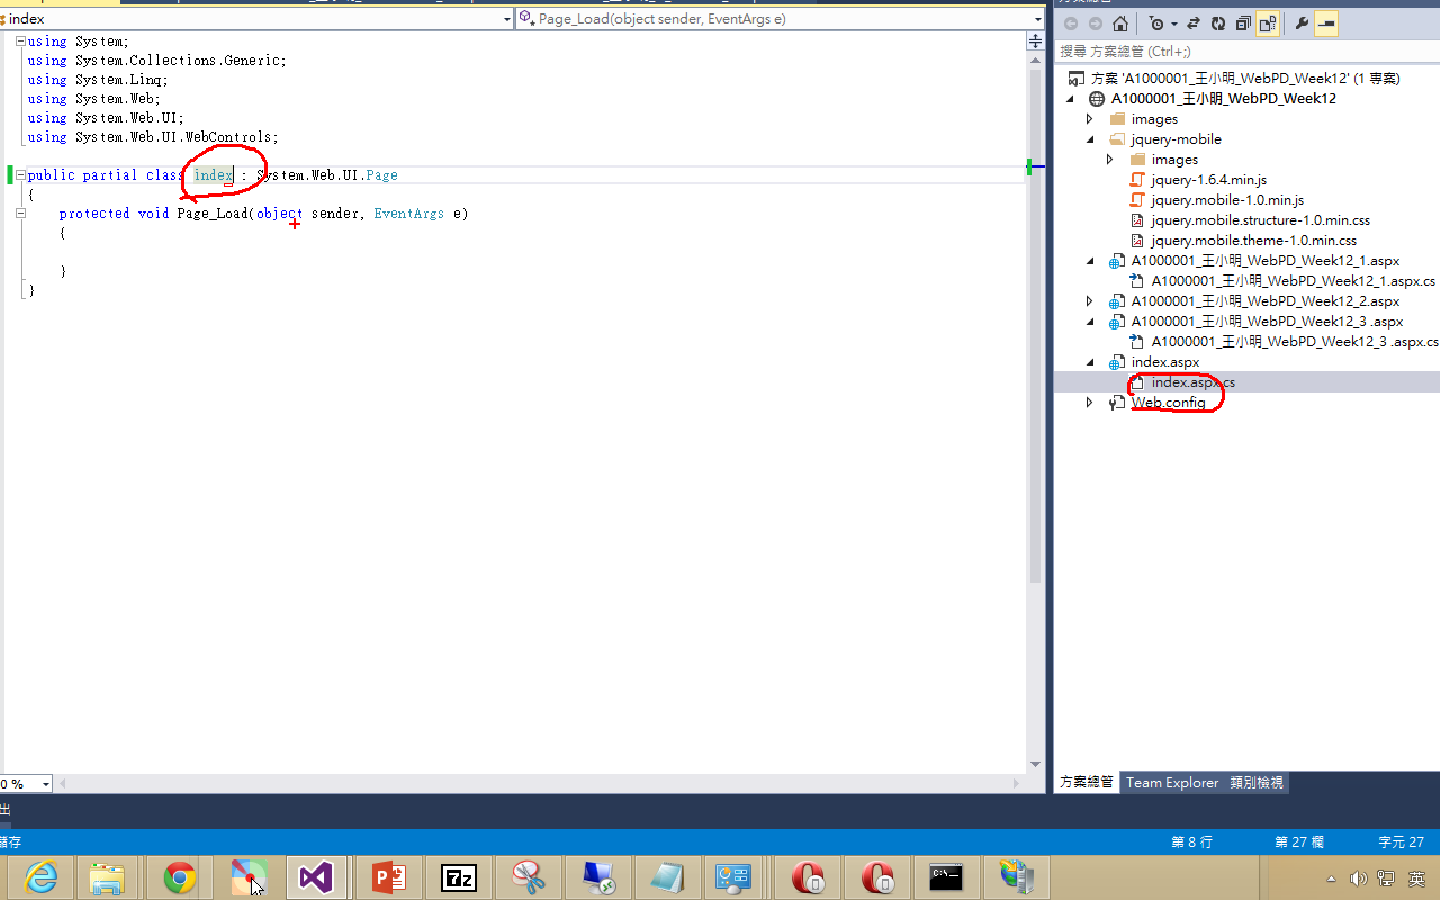 index
Page_Load(object sender, EventArgs e)
using System;
using System.Collections.Generic;
using System.Linq;
using System.Web;
using System.Web.UI;
using System.Web.UI.WebControls;
public partial class index : System.Web.UI.Page
{
protected void Page_Load(object sender, EventArgs e)
{
}
}
0 %
出
儲存
搜尋 方案總管 (Ctrl+;)
方案 'A1000001_王小明_WebPD_Week12' (1 專案)
A1000001_王小明_WebPD_Week12
images
jquery-mobile
images
jquery-1.6.4.min.js
jquery.mobile-1.0.min.js
jquery.mobile.structure-1.0.min.css
jquery.mobile.theme-1.0.min.css
A1000001_王小明_WebPD_Week12_1.aspx
A1000001_王小明_WebPD_Week12_1.aspx.cs
A1000001_王小明_WebPD_Week12_2.aspx
A1000001_王小明_WebPD_Week12_3 .aspx
A1000001_王小明_WebPD_Week12_3 .aspx.cs
index.aspx
index.aspx.cs
Web.config
方案總管 Team Explorer 類別檢視
第 8 行 第 27 欄 字元 27
7z
C:\_
英